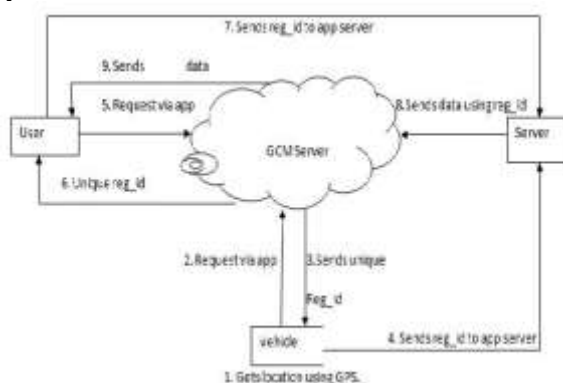 7. Sends reg_id to app server
9. Sends data
5. Request via app
8. Sends data using reg_id
User
GCM Server
Server
6. Unique reg_id
2. Request via app
3. Sends unique
Reg_id
vehicle
4. Sends reg_id to app server
1. Gets location using GPS.